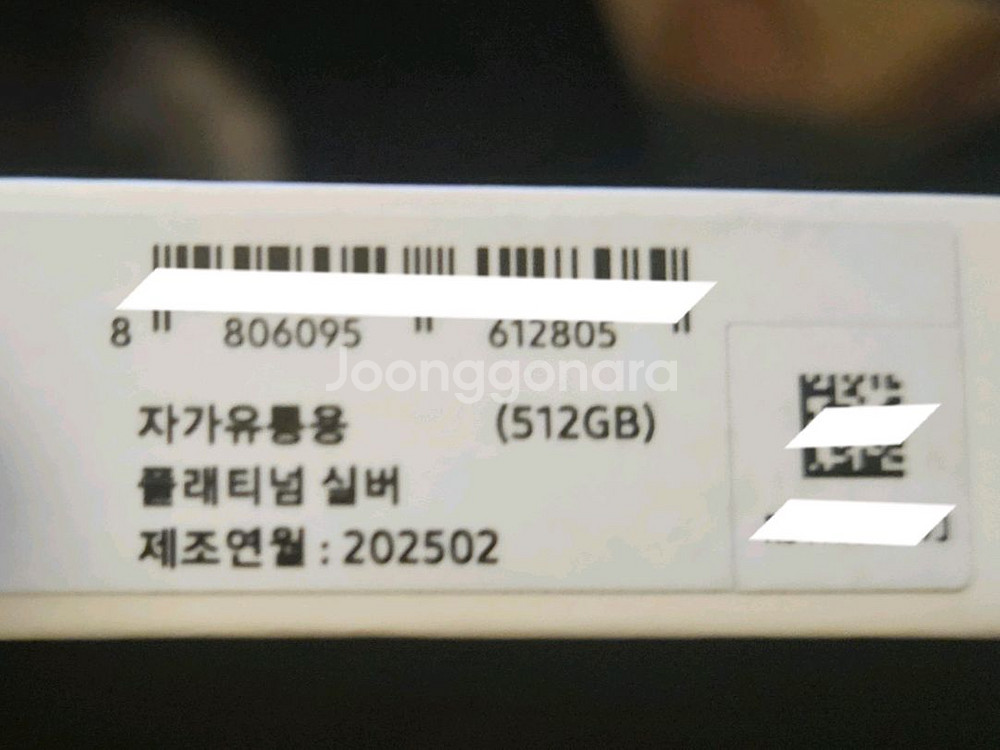 8 806095 612805
Joonggonara
자가유통용 (512GB)
플래티넘 실버
제조연월 : 202502